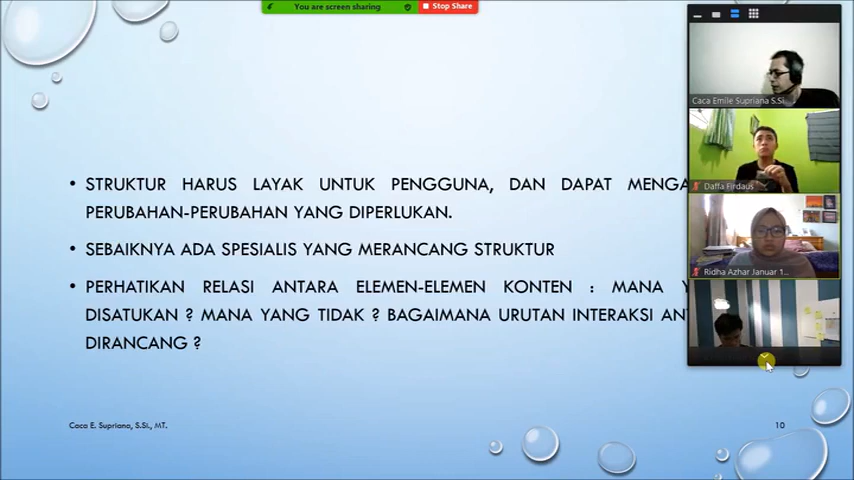 You are screen sharing
Stop Share
STRUKTUR HARUS LAYAK UNTUK PENGGUNA, DAN DAPAT
PERUBAHAN-PERUBAHAN YANG DIPERLUKAN.
SEBAIKNYA ADA SPESIALIS YANG MERANCANG STRUKTUR
PERHATIKAN RELASI ANTARA ELEMEN-ELEMEN KONTEN : MANA
DISATUKAN ? MANA YANG TIDAK ? BAGAIMANA URUTAN INTERAKSI
DIRANCANG ?
Caca E. Supriana, S.Si., MT.
10
Caca Emile Supriana S.Si
Daffa Firdaus
Ridha Azhar Januar 1...